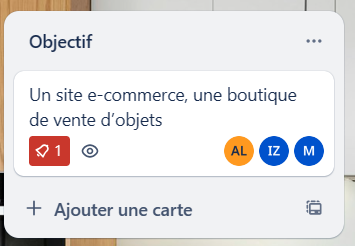 Objectif
Un site e-commerce, une boutique
de vente d’objets
1
AL
IZ
M
Ajouter une carte